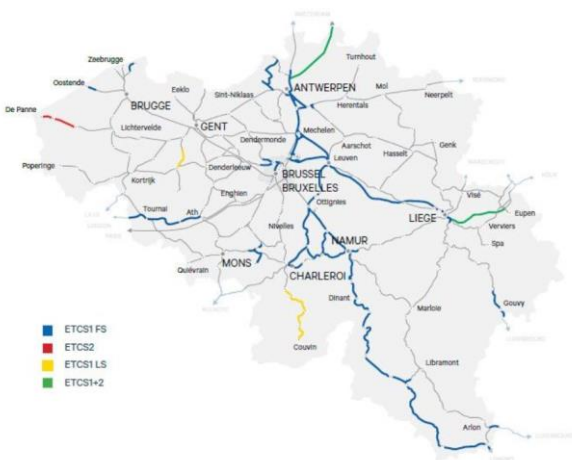 AMSTERDAM
Zeebrugge
Turnhout
Oostende
ANTWERPEN
Mol
Eeklo
Sint-Niklaas
Neerpelt
De Panne
BRUGGE
Herentals
GENT
Lichtervelde
Mechelen
Dendermonde
Aarschot
Genk
Leuven
Hasselt
Poperinge
Denderleeuw
BRUSSEL
Kortrijk
BRUXELLES
Enghien
Visé
Ottignies
Tournai
Ath
LIEGE
Eupen
Nivelles
Verviers
NAMUR
Spa
MONS
Quiévrain
CHARLEROI
Dinant
Gouvy
Marloie
ETCS1 FS
ETCS2
Couvin
ETCS1 LS
Libramont
ETCS1+2
Arlon